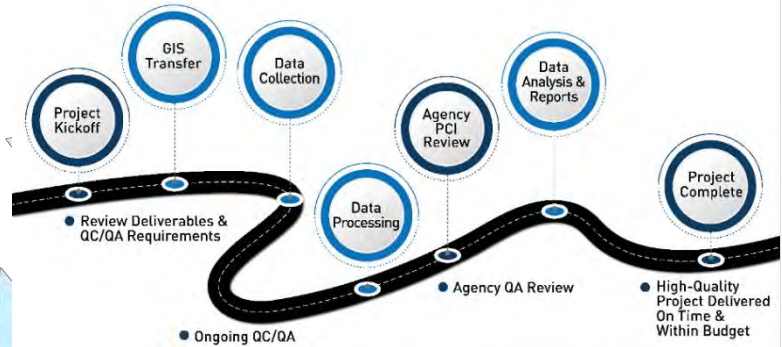 Project
Kickoff
GIS
Transfer
Data
Collection
Data
Processing
Agency
PCI
Review
Data
Analysis &
Reports
Project
Complete
Review Deliverables &
QC/QA Requirements
Ongoing QC/QA
Agency QA Review
High-Quality
Project Delivered
On Time &
Within Budget